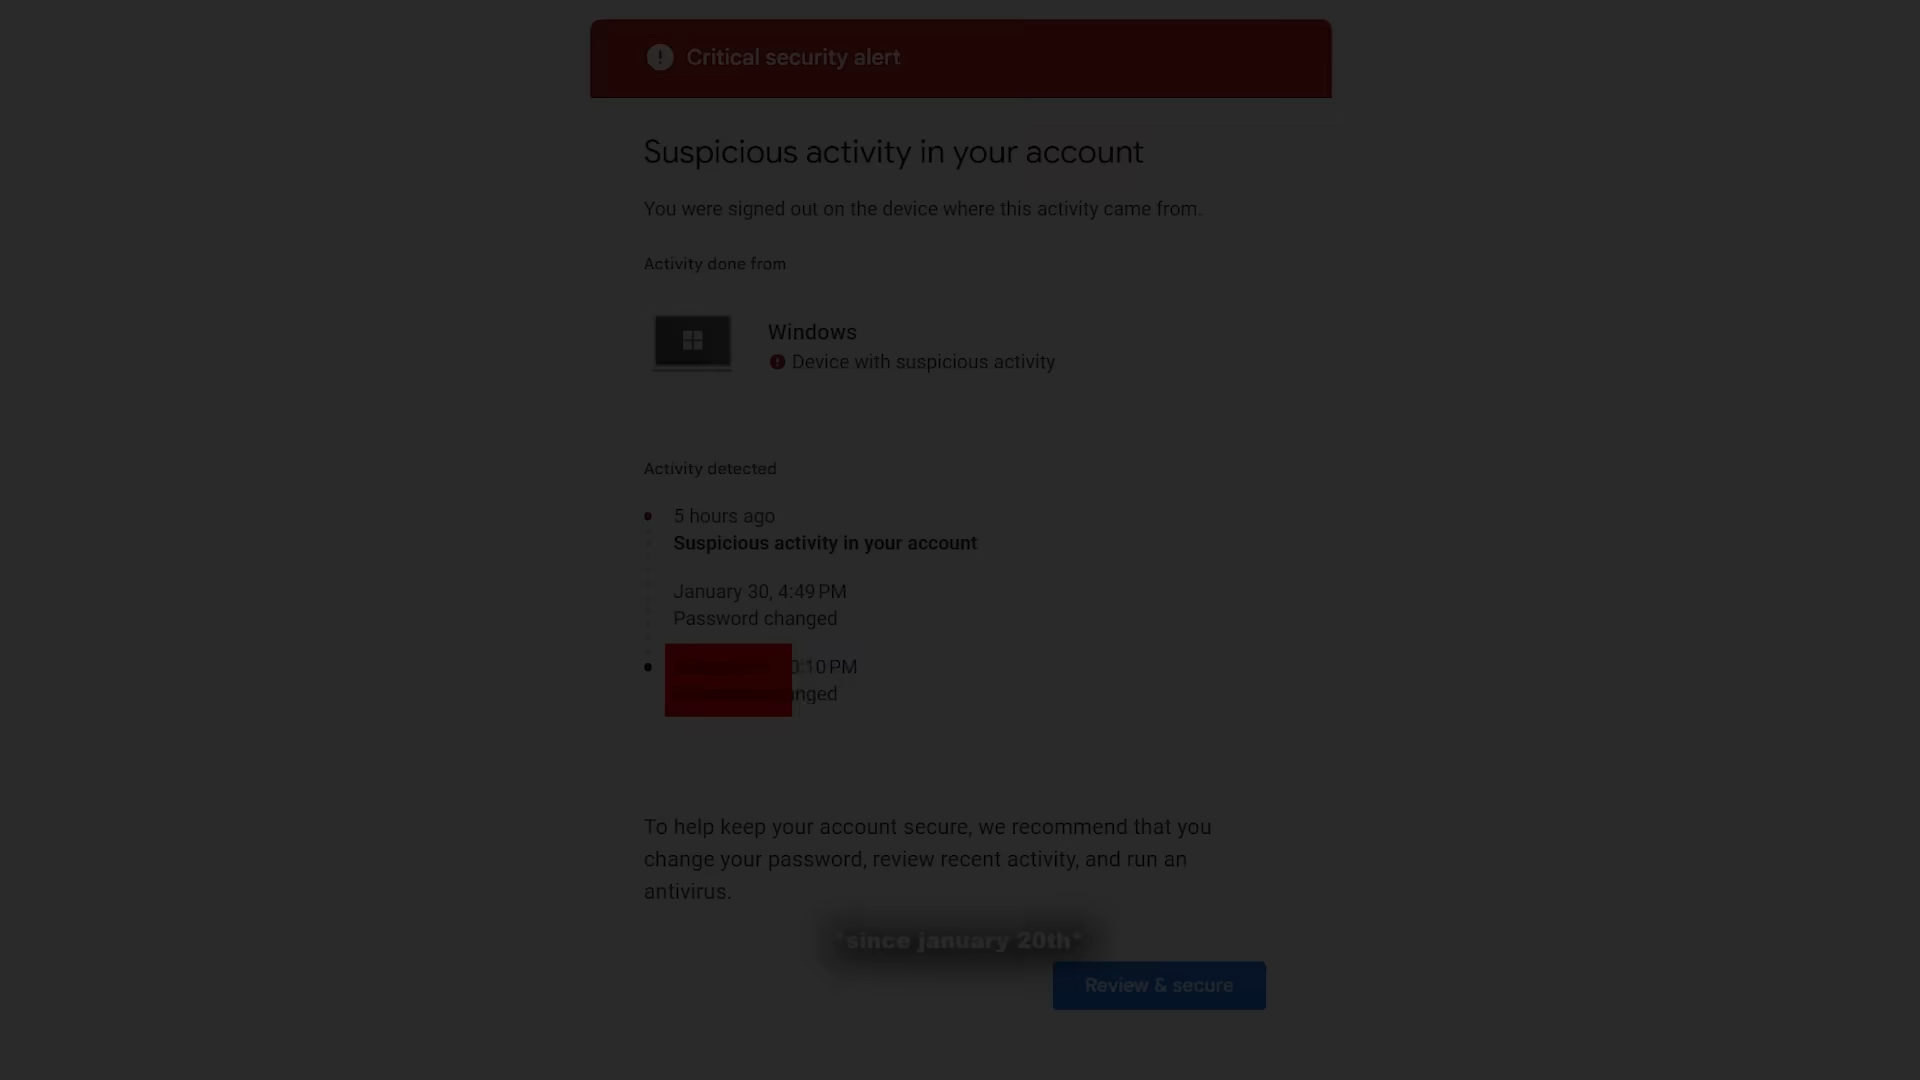 Critical security alert
Suspicious activity in your account
You were signed out on the device where this activity came from.
Activity done from
Windows
Device with suspicious activity
Activity detected
5 hours ago
Suspicious activity in your account
January 30, 4:49 PM
Password changed
:10 PM
anged
To help keep your account secure, we recommend that you
change your password, review recent activity, and run an
antivirus.
*since january 20th*
Review & secure